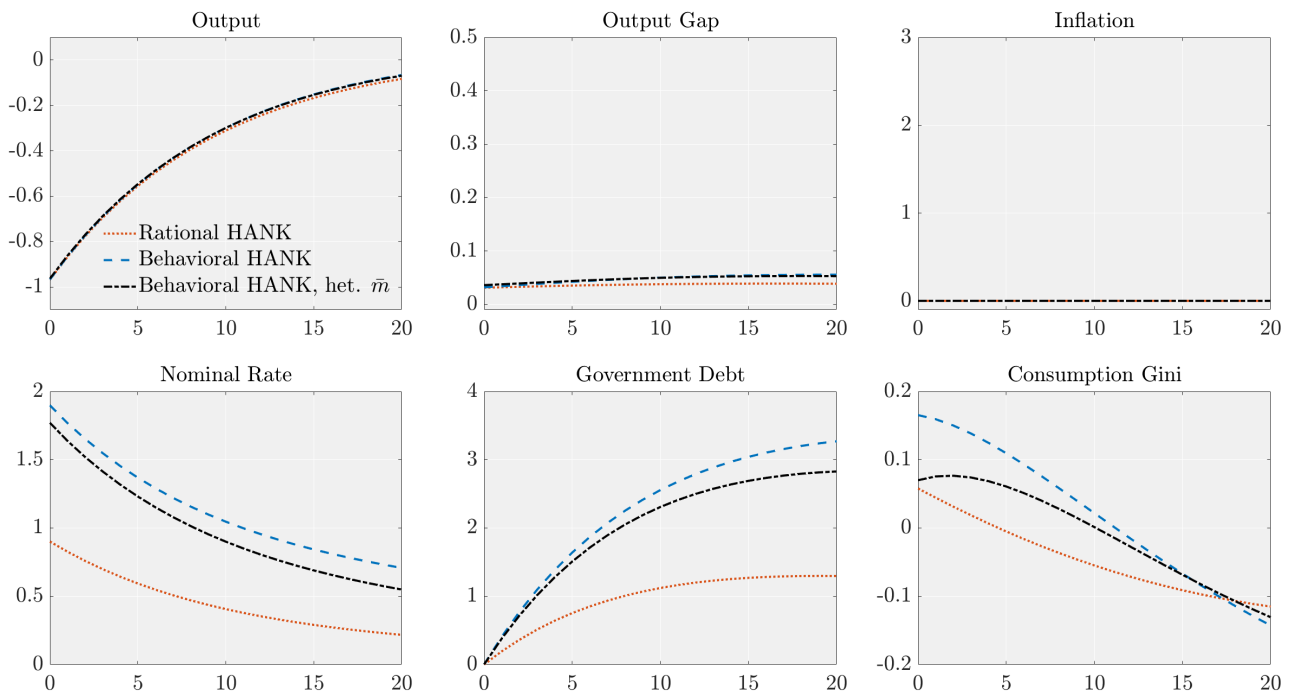 Output
0
-0.2
-0.4
-0.6
-0.8
-1
0 5 10 15 20
Rational HANK
Behavioral HANK
Behavioral HANK, het. m̄
Output Gap
0.5
0.4
0.3
0.2
0.1
0
0 5 10 15 20
Inflation
3
2
1
0
0 5 10 15 20
Nominal Rate
2
1.5
1
0.5
0
0 5 10 15 20
Government Debt
4
3
2
1
0
0 5 10 15 20
Consumption Gini
0.2
0.1
0
-0.1
-0.2
0 5 10 15 20